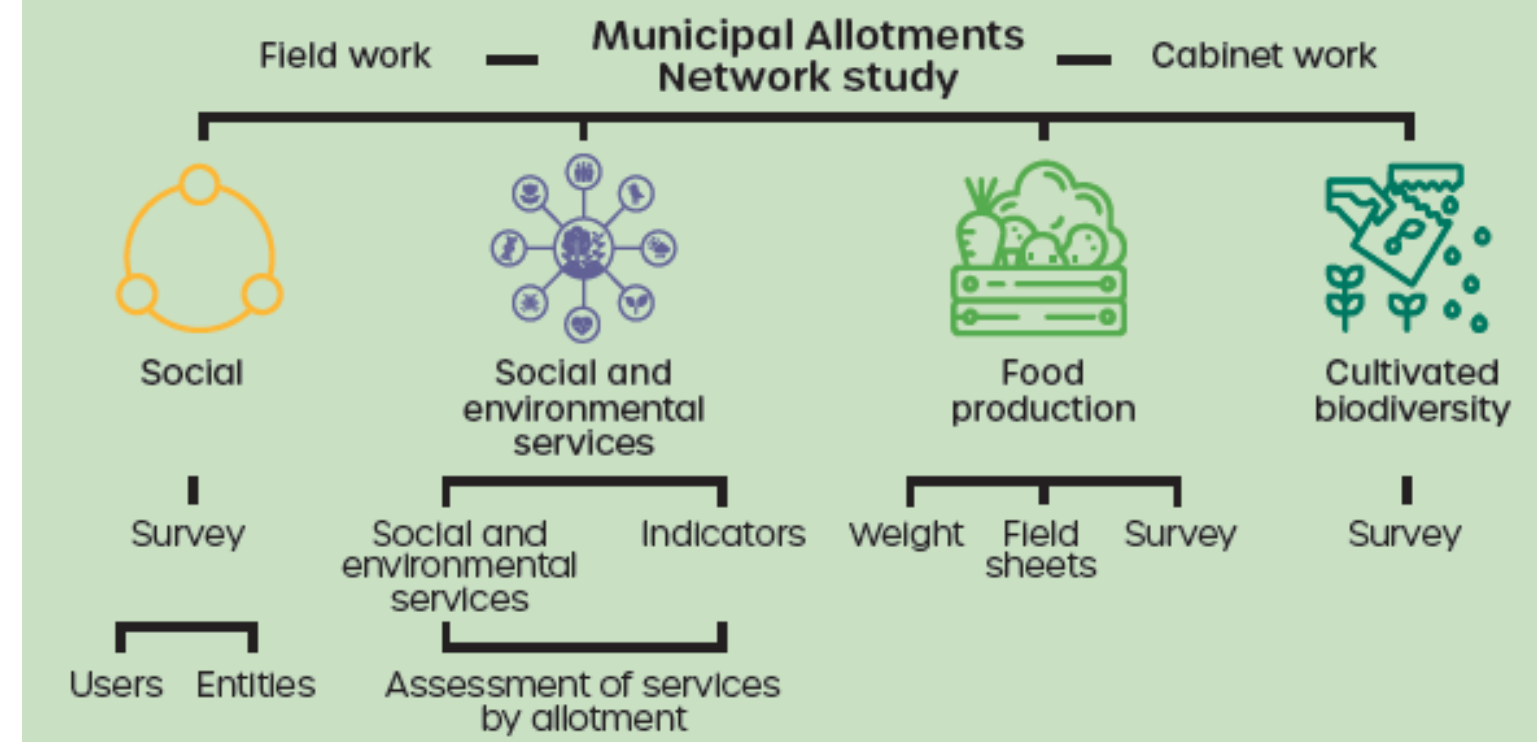 Field work
Municipal Allotments
Network study
Cabinet work
Social
Social and
environmental
services
Food
production
Cultivated
biodiversity
Survey
Social and
environmental
services
Indicators
Weight
Field
sheets
Survey
Survey
Users
Entities
Assessment of services
by allotment